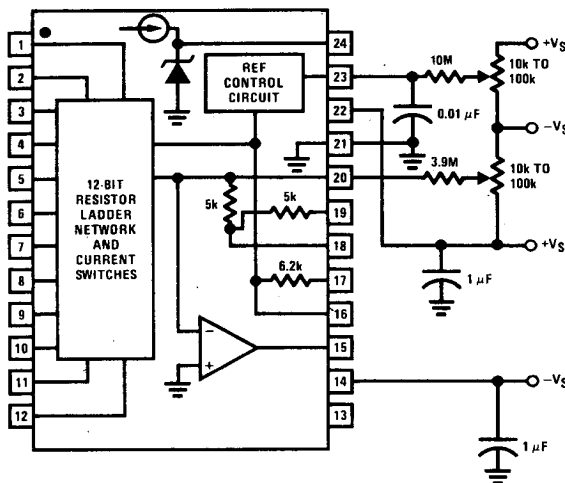 1
2
3
4
5
6
7
8
9
10
11
12
12-BIT
RESISTOR
LADDER
NETWORK
AND
CURRENT
SWITCHES
REF
CONTROL
CIRCUIT
5k
5k
6.2k
−
+
24
23
22
21
20
19
18
17
16
15
14
13
10M
0.01 μF
3.9M
1 μF
+VS
10k TO
100k
−VS
10k TO
100k
+VS
−VS
1 μF